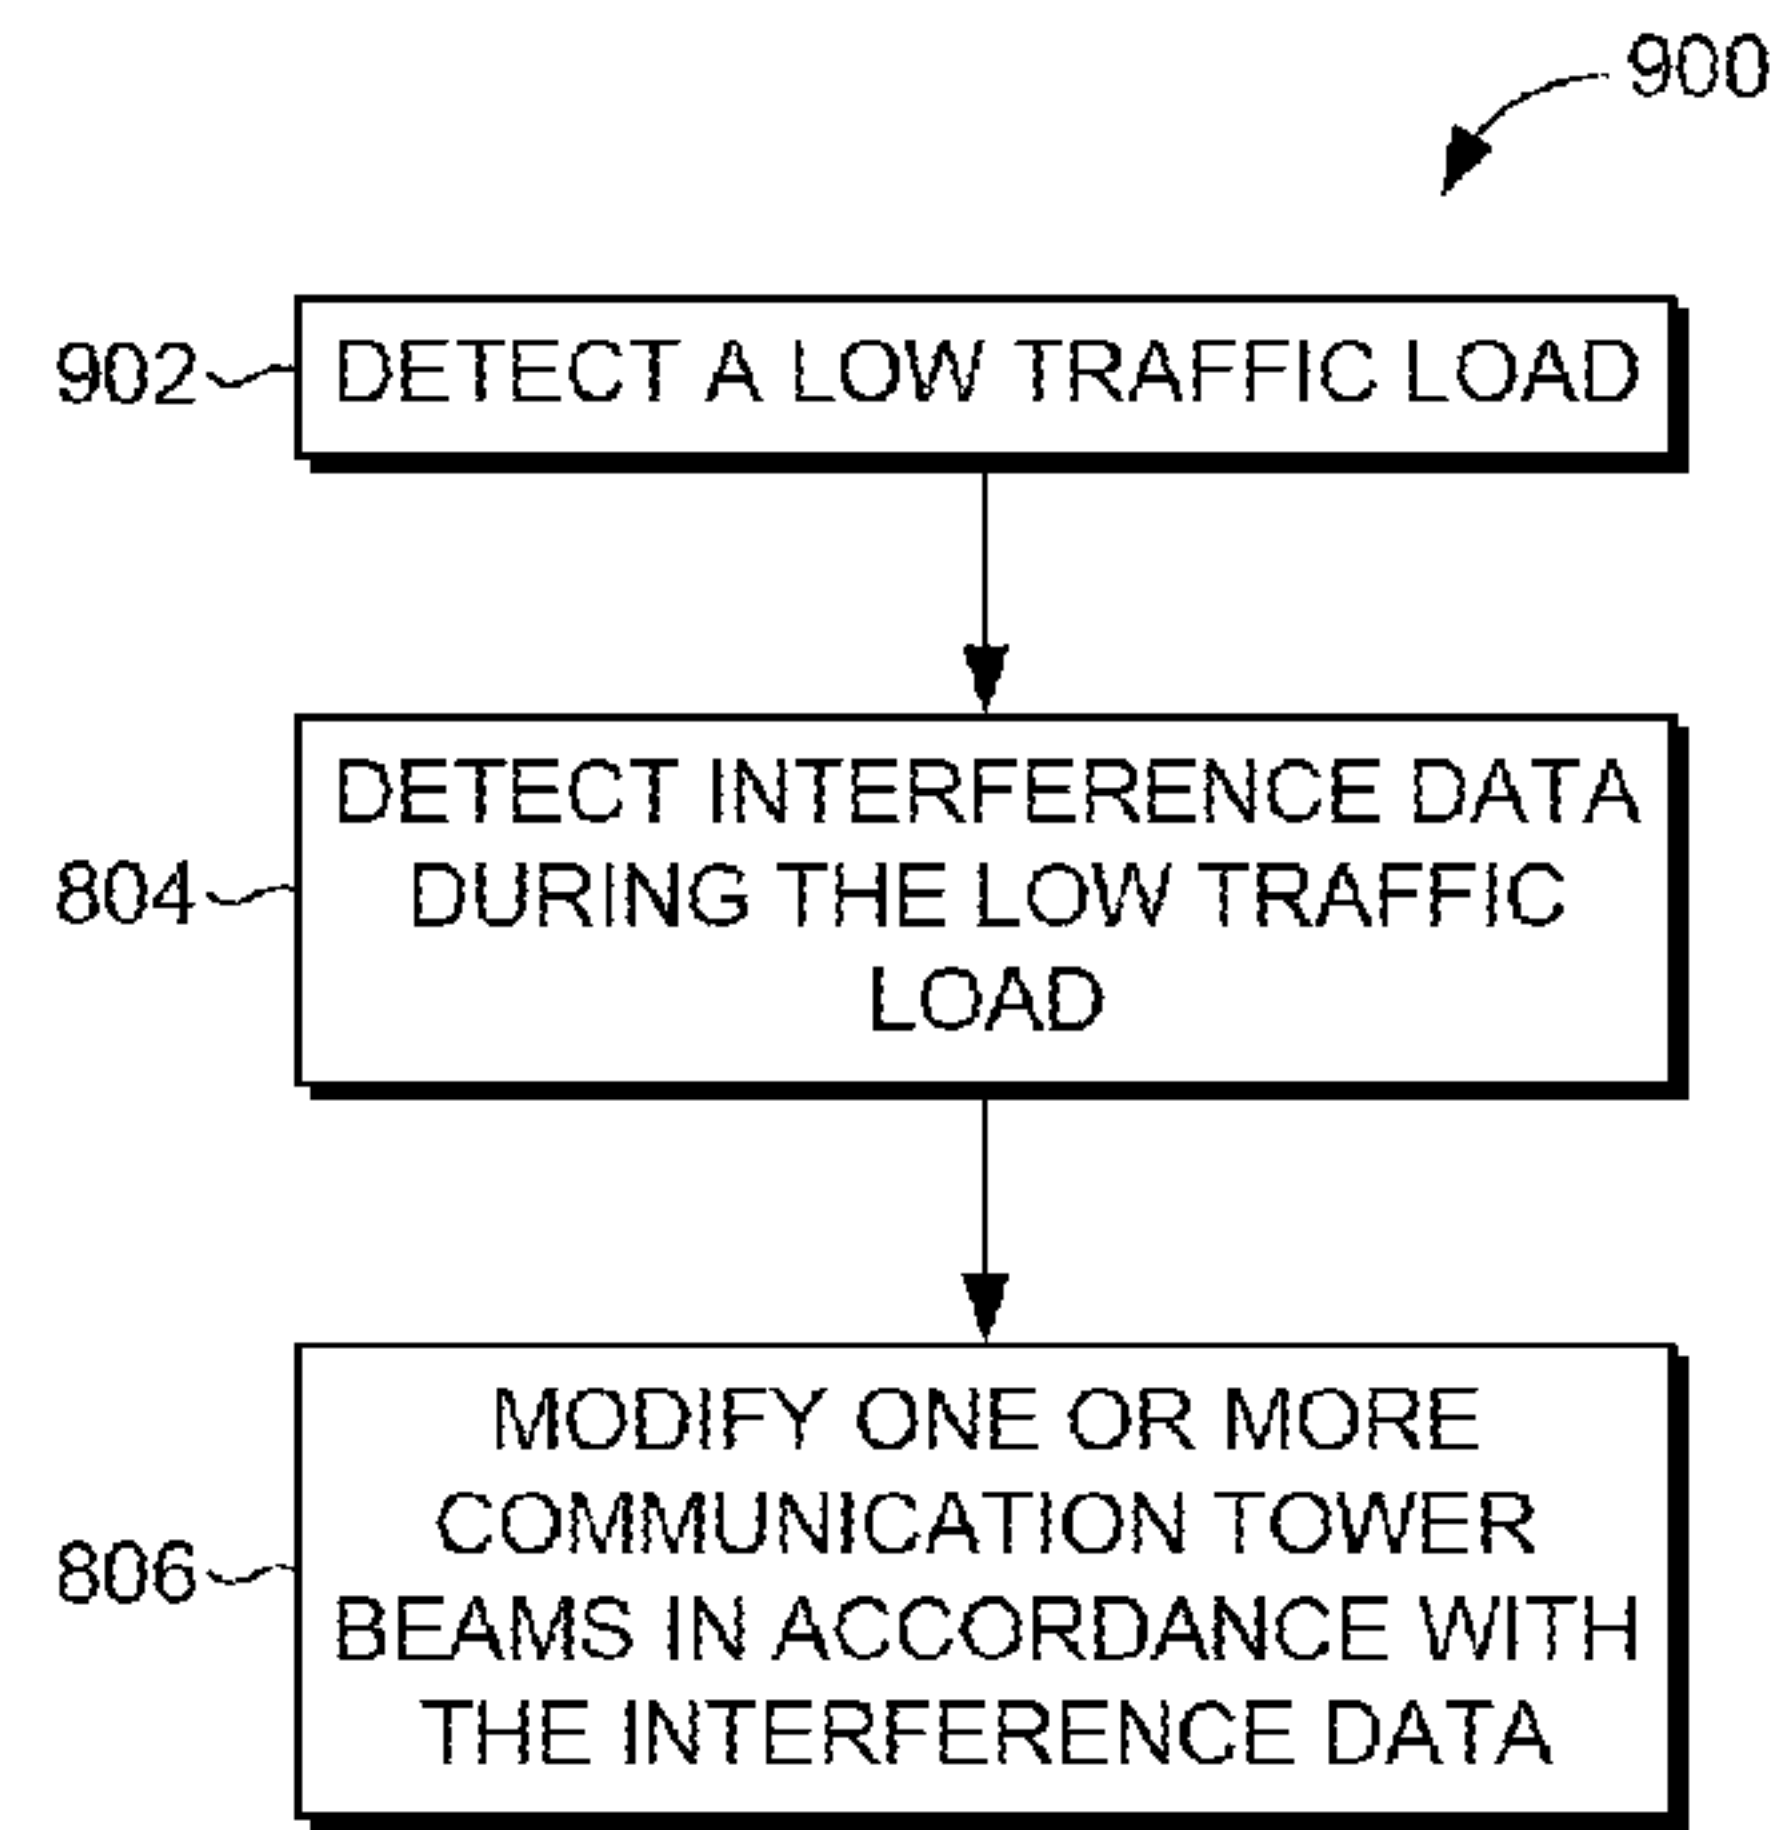 900
902
DETECT A LOW TRAFFIC LOAD
804
DETECT INTERFERENCE DATA
DURING THE LOW TRAFFIC
LOAD
806
MODIFY ONE OR MORE
COMMUNICATION TOWER
BEAMS IN ACCORDANCE WITH
THE INTERFERENCE DATA